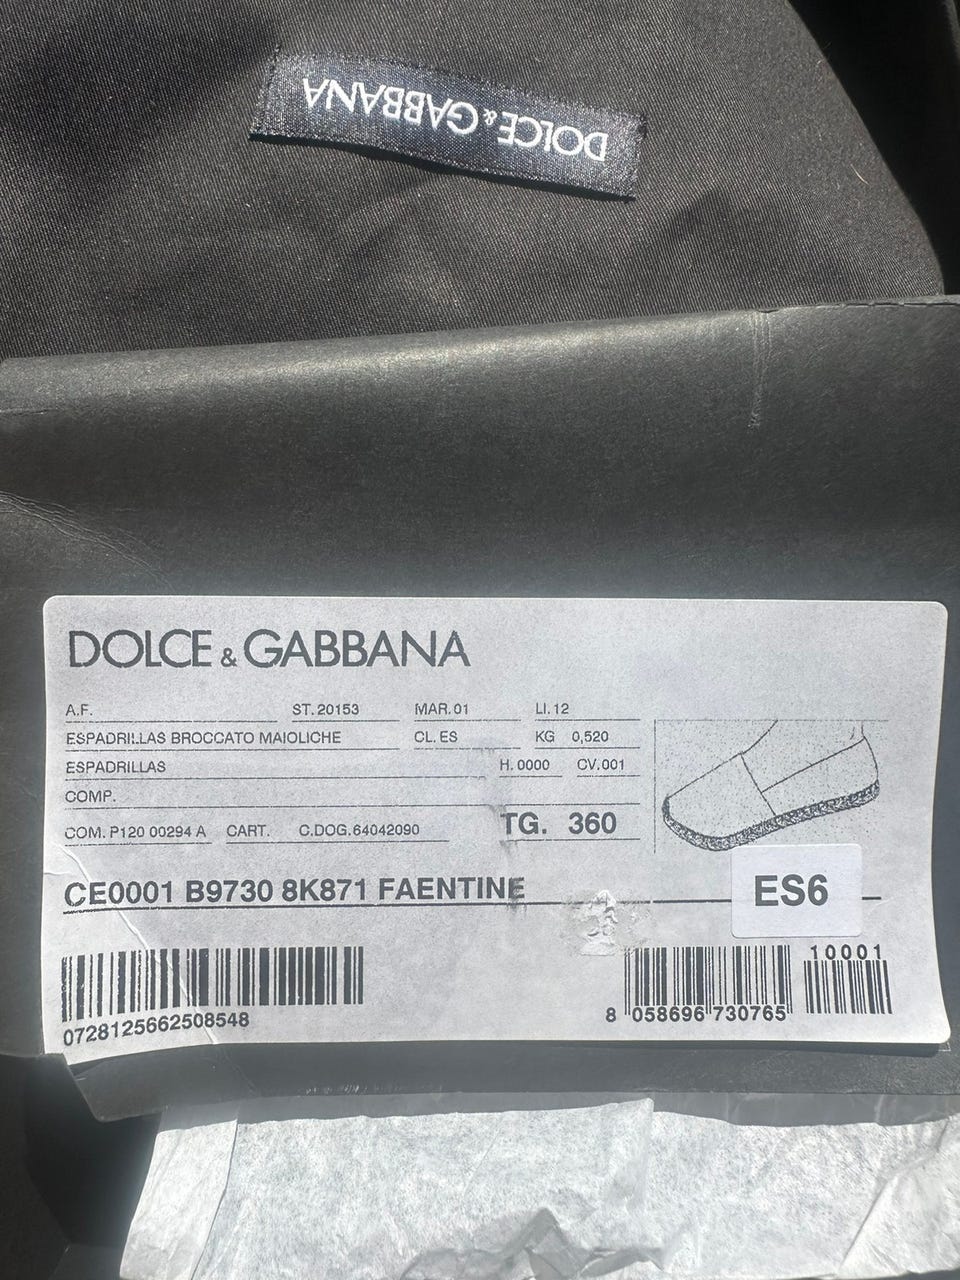 DOLCE & GABBANA
DOLCE & GABBANA
A.F. ST. 20153 MAR. 01 LI. 12
ESPADRILLAS BROCCATO MAIOLICHE CL. ES KG 0,520
ESPADRILLAS H. 0000 CV. 001
COMP.
COM. P120 00294 A CART. C.DOG. 64042090 TG. 360
CE0001 B9730 8K871 FAENTINE
ES6
10001
0728125662508548
8 058696 730765